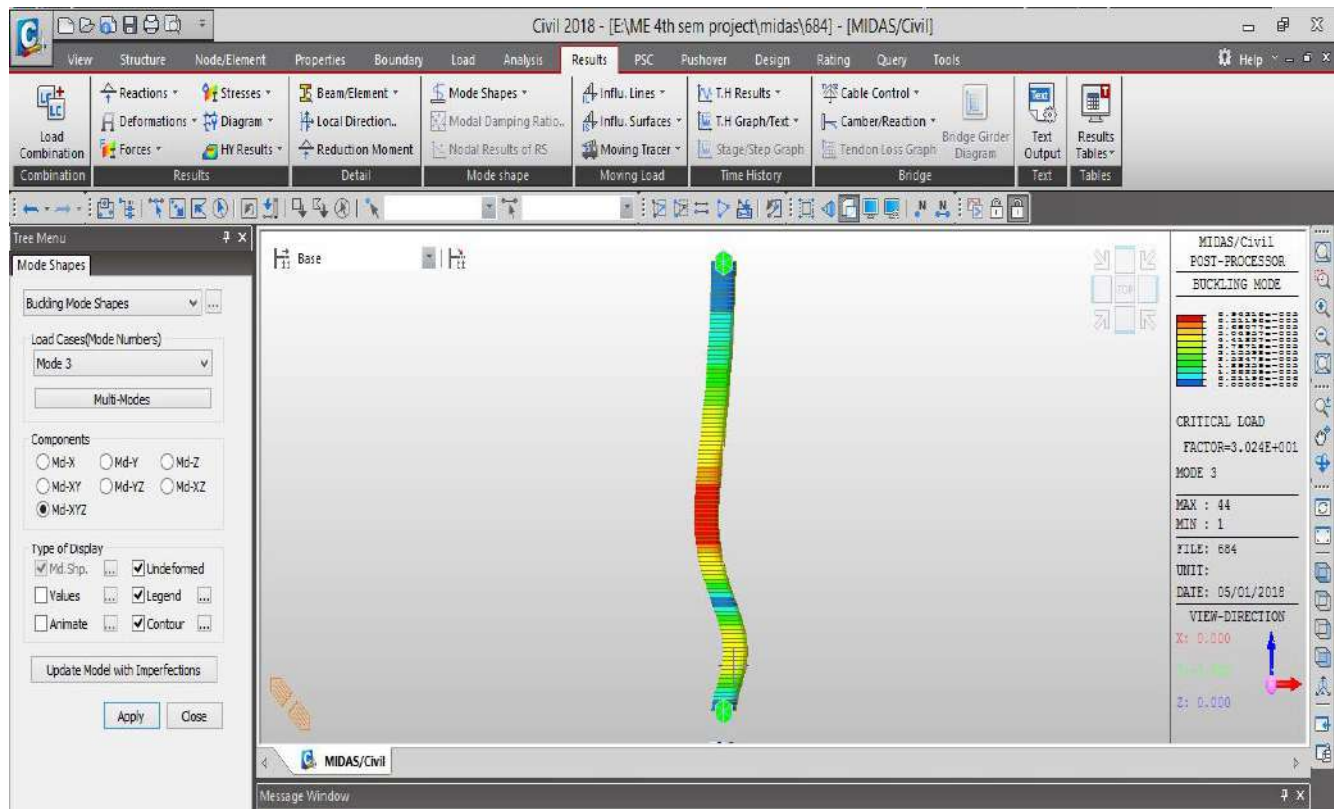 Civil 2018 - [E:\ME 4th sem project\midas\684] - [MIDAS/Civil]
View Structure Node/Element Properties Boundary Load Analysis Results PSC Pushover Design Rating Query Tools Help
Reactions Stresses Beam/Element Mode Shapes Influ. Lines T.H Results Cable Control
Deformations Diagram Local Direction.. Modal Damping Ratio.. Influ. Surfaces T.H Graph/Text Camber/Reaction
Forces HY Results Reduction Moment Nodal Results of RS Moving Tracer Stage/Step Graph Tendon Loss Graph
Load Combination
Bridge Girder Diagram
Text Output
Results Tables
Combination Results Detail Mode shape Moving Load Time History Bridge Text Tables
Tree Menu
Mode Shapes
Buckling Mode Shapes
...
Load Cases(Mode Numbers)
Mode 3
Multi-Modes
Components
Md-X Md-Y Md-Z
Md-XY Md-YZ Md-XZ
Md-XYZ
Type of Display
Md.Shp. ... Undeformed
Values ... Legend ...
Animate ... Contour ...
Update Model with Imperfections
Apply Close
Base
TOP
MIDAS/Civil
POST-PROCESSOR
BUCKLING MODE
CRITICAL LOAD
FACTOR=3.024E+001
MODE 3
MAX : 44
MIN : 1
FILE: 684
UNIT:
DATE: 05/01/2018
VIEW-DIRECTION
X: 0.000
Z: 0.000
MIDAS/Civil
Message Window